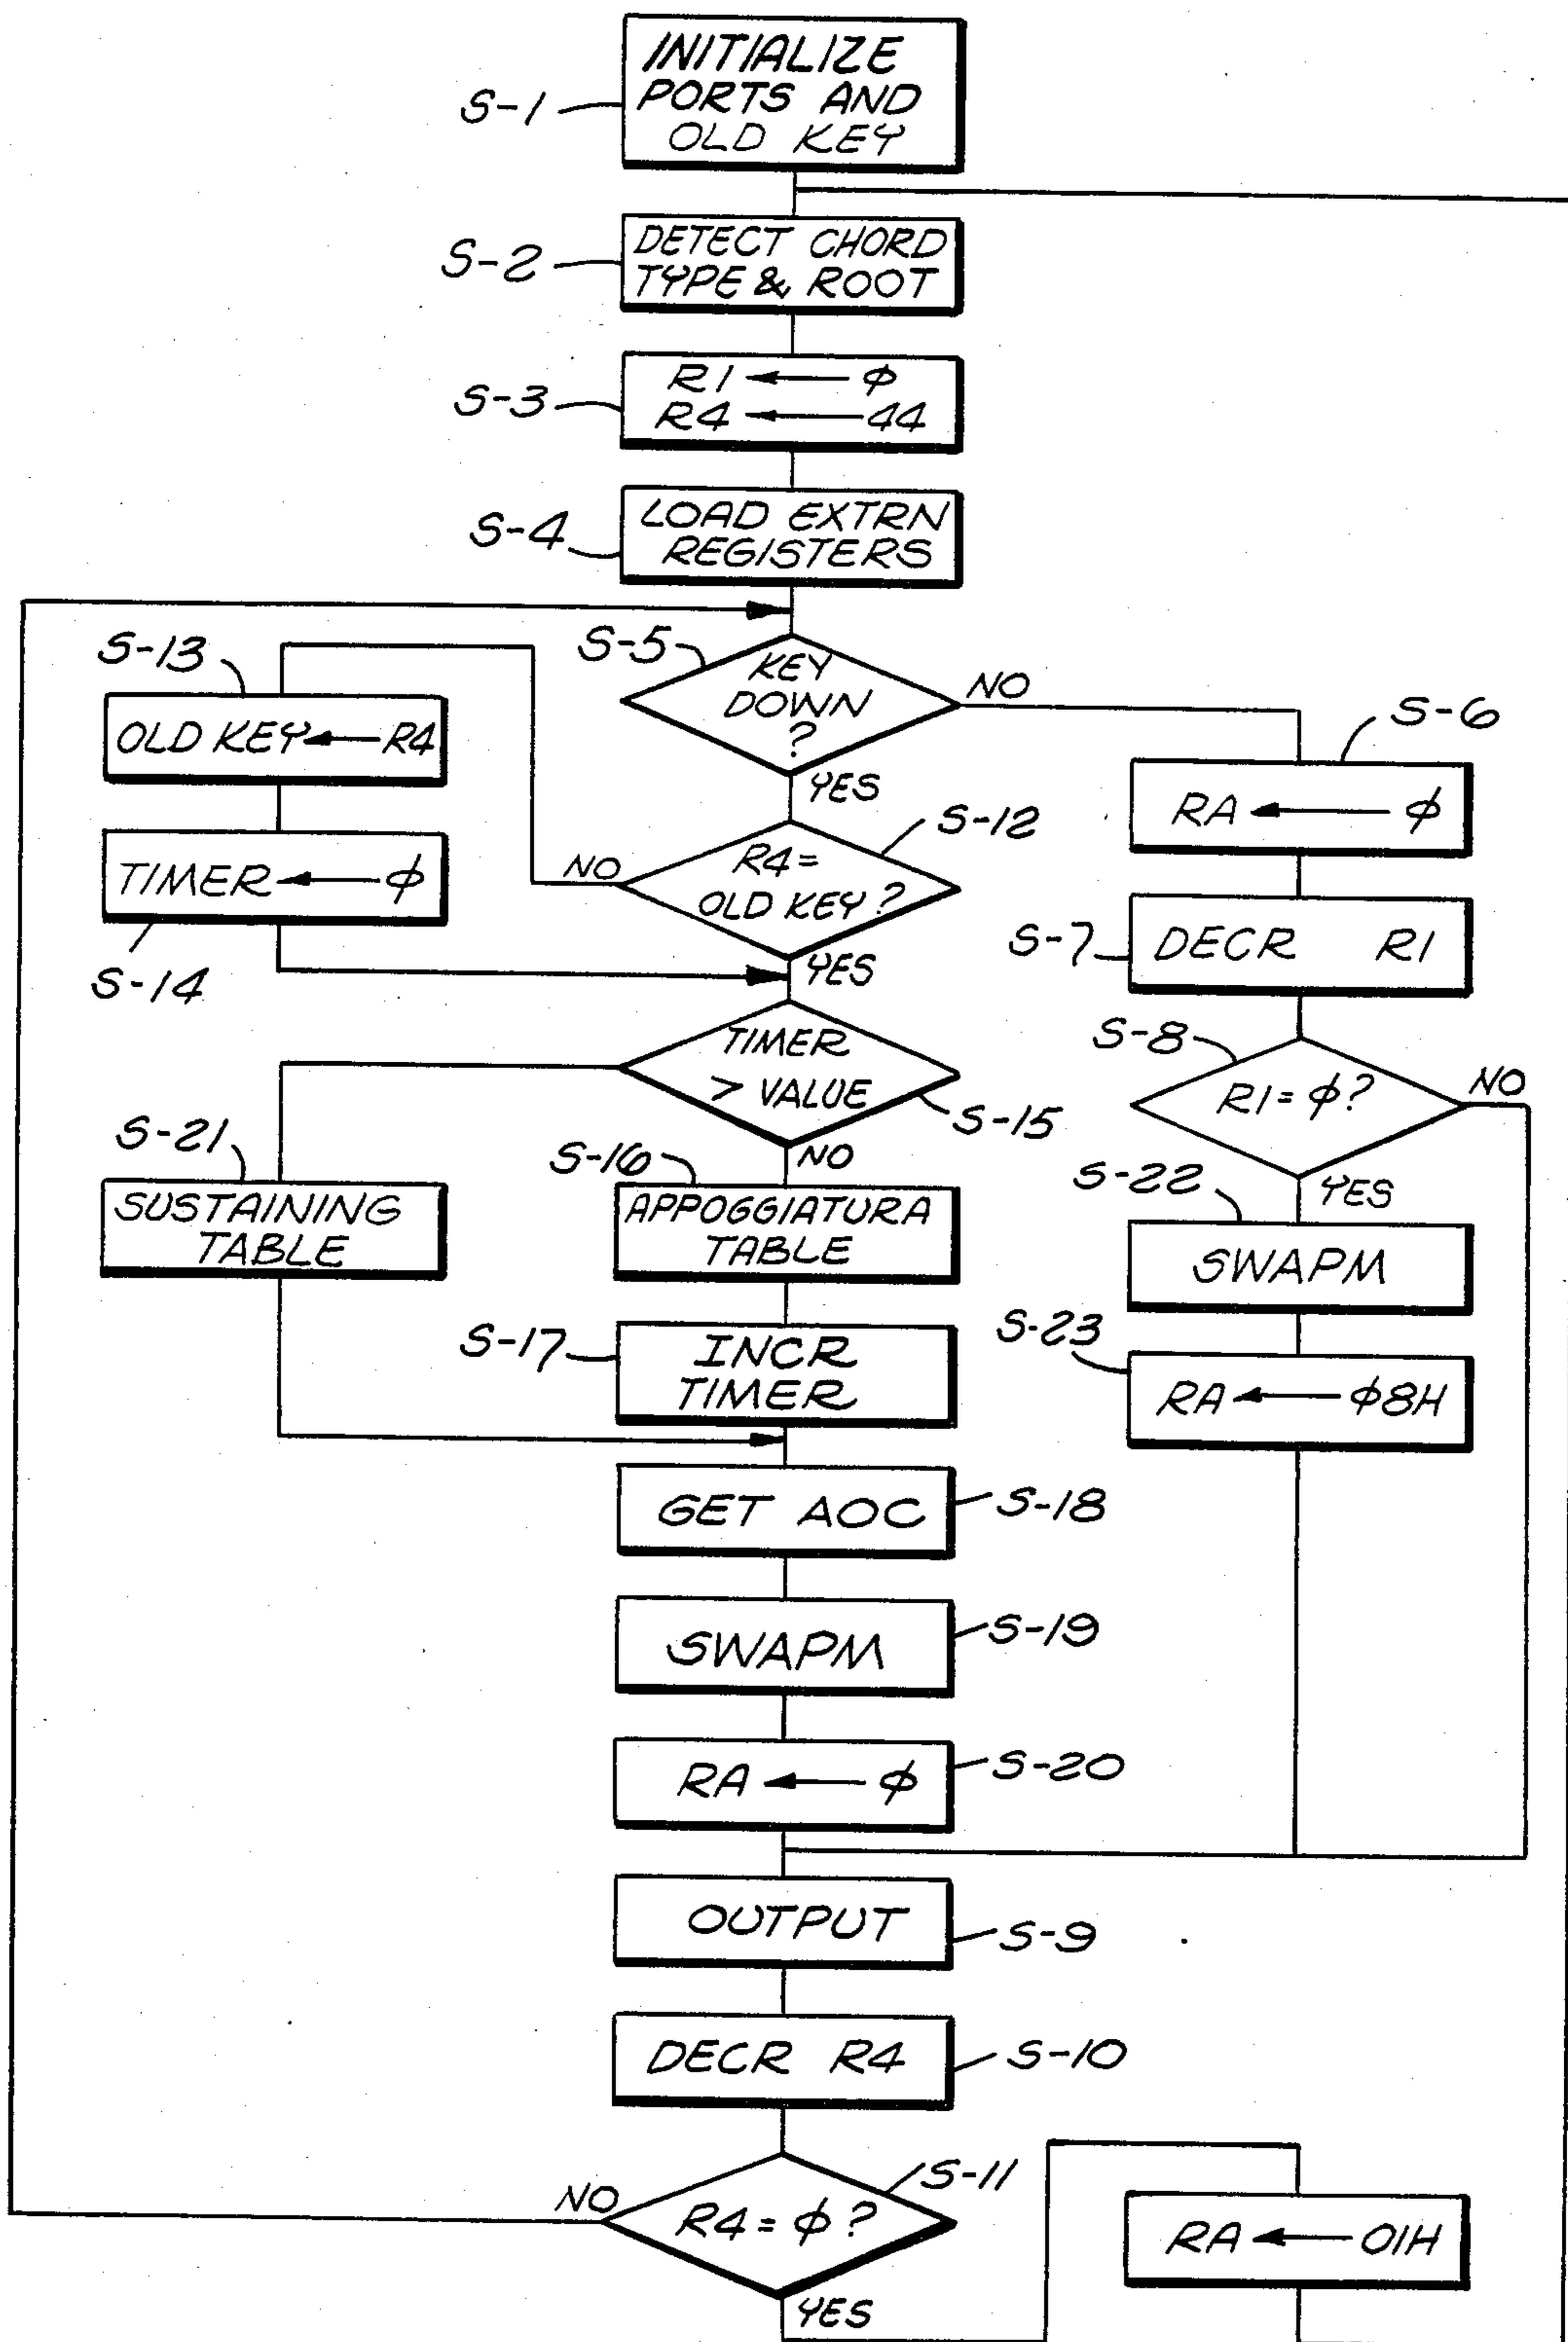 INITIALIZE
PORTS AND
OLD KEY
S-1
DETECT CHORD
TYPE & ROOT
S-2
R1 ← φ
R4 ← 44
S-3
LOAD EXTRN
REGISTERS
S-4
S-5
KEY
DOWN
?
NO
YES
S-13
OLD KEY ← R4
TIMER ← φ
S-14
S-12
R4 =
OLD KEY ?
NO
YES
S-6
RA ← φ
S-7
DECR R1
S-8
R1 = φ?
NO
YES
TIMER
> VALUE
S-15
NO
S-21
SUSTAINING
TABLE
S-16
APPOGGIATURA
TABLE
S-22
SWAPM
S-17
INCR
TIMER
S-23
RA ← φ8H
GET AOC
S-18
SWAPM
S-19
RA ← φ
S-20
OUTPUT
S-9
DECR R4
S-10
S-11
R4 = φ ?
NO
YES
RA ← 01H